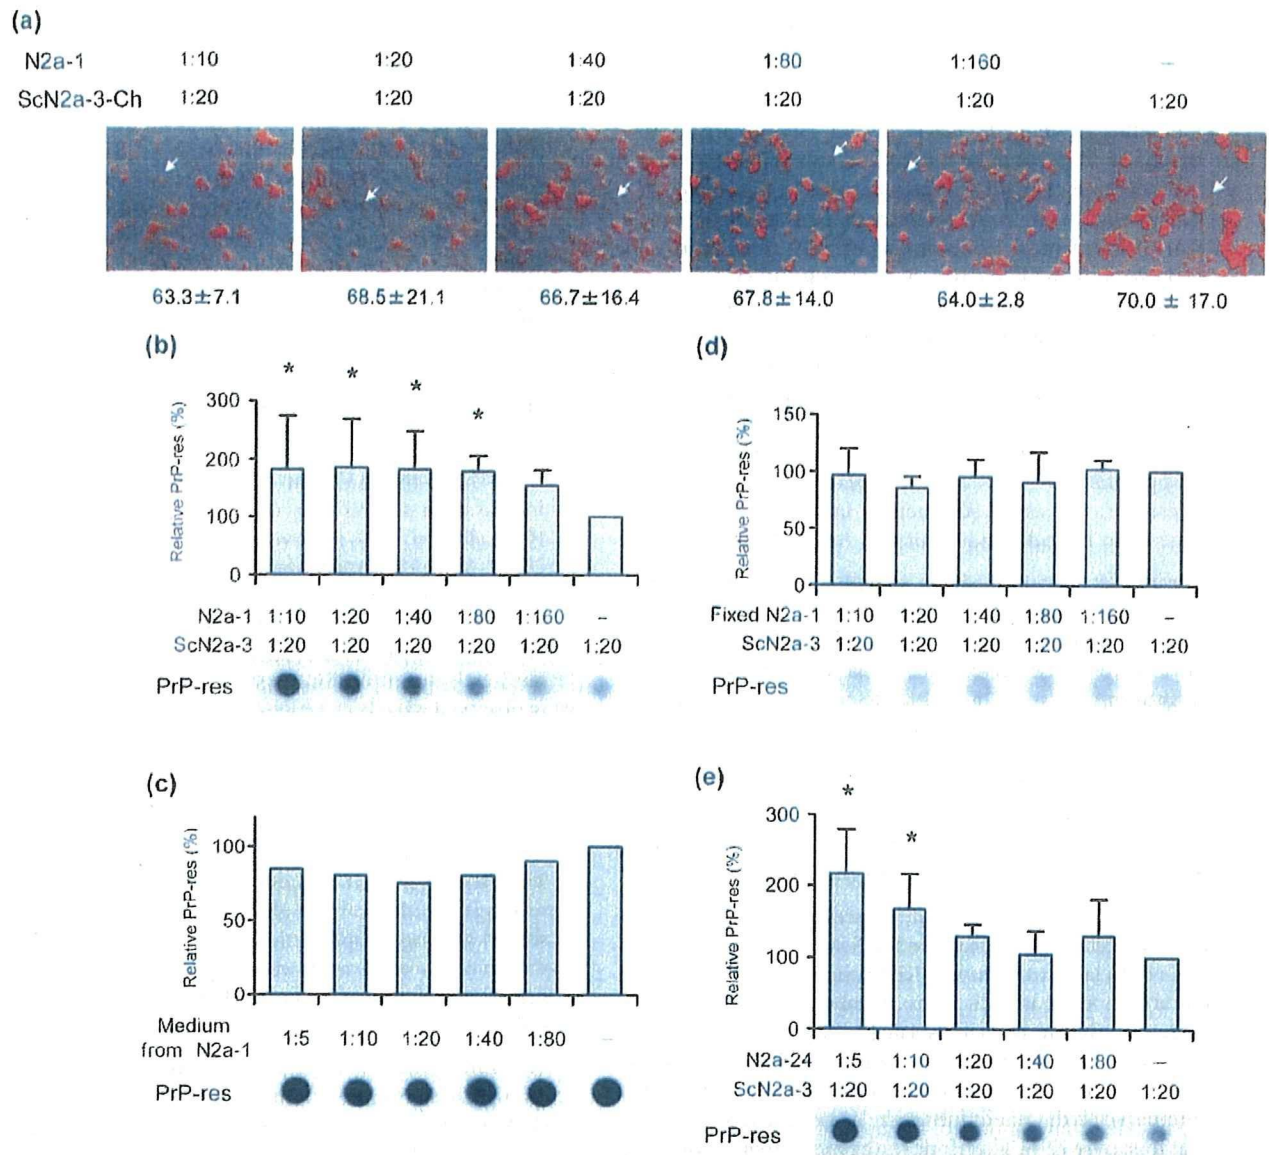 (a)
N2a-1 1:10 1:20 1:40 1:80 1:160 –
ScN2a-3-Ch 1:20 1:20 1:20 1:20 1:20 1:20
63.3±7.1 68.5±21.1 66.7±16.4 67.8±14.0 64.0±2.8 70.0 ± 17.0
(b)
* * * *
Relative PrP-res (%)
300
200
100
0
N2a-1 1:10 1:20 1:40 1:80 1:160 –
ScN2a-3 1:20 1:20 1:20 1:20 1:20 1:20
PrP-res
(d)
Relative PrP-res (%)
150
100
50
0
Fixed N2a-1 1:10 1:20 1:40 1:80 1:160 –
ScN2a-3 1:20 1:20 1:20 1:20 1:20 1:20
PrP-res
(c)
Relative PrP-res (%)
100
50
0
Medium
from N2a-1 1:5 1:10 1:20 1:40 1:80 –
PrP-res
(e)
* *
Relative PrP-res (%)
300
200
100
0
N2a-24 1:5 1:10 1:20 1:40 1:80 –
ScN2a-3 1:20 1:20 1:20 1:20 1:20 1:20
PrP-res